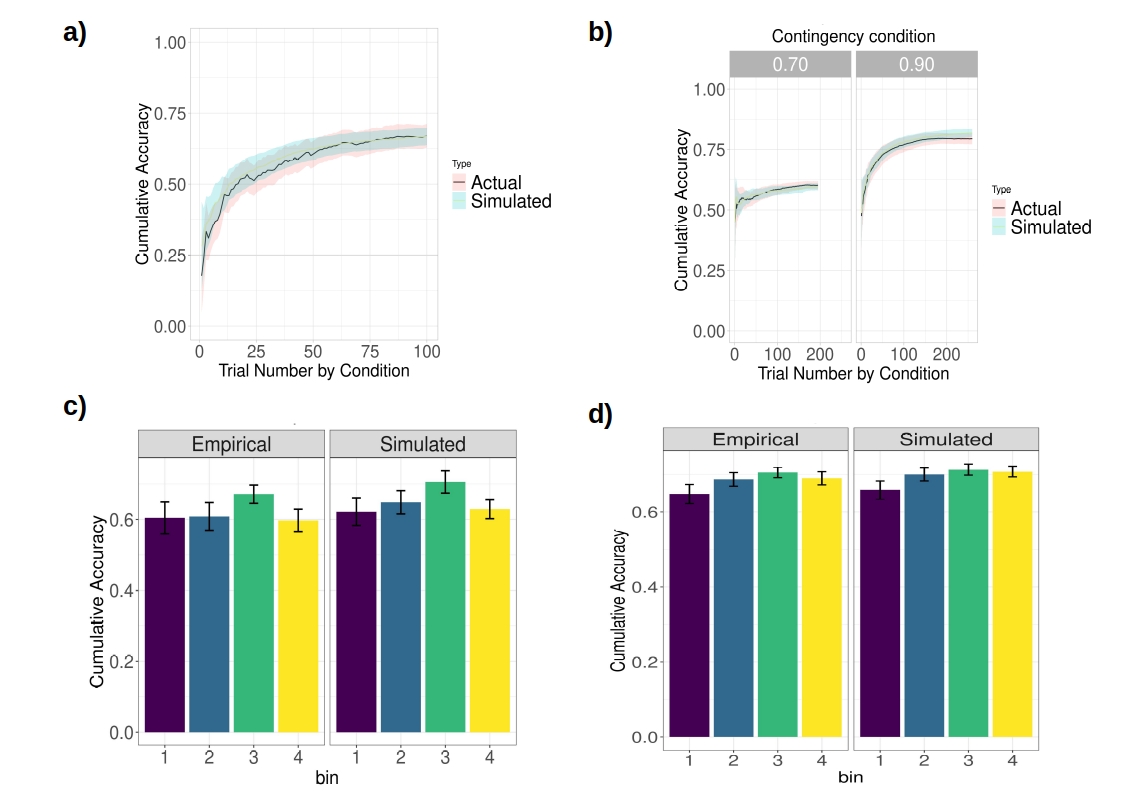 a)
1.00
0.75
0.50
0.25
0.00
Cumulative Accuracy
0 25 50 75 100
Trial Number by Condition
Type
Actual
Simulated
b)
Contingency condition
0.70 0.90
1.00
0.75
0.50
0.25
0.00
Cumulative Accuracy
0 100 200 0 100 200
Trial Number by Condition
Type
Actual
Simulated
c)
Empirical Simulated
0.6
0.4
0.2
0.0
Cumulative Accuracy
1 2 3 4 1 2 3 4
bin
d)
Empirical Simulated
0.6
0.4
0.2
0.0
Cumulative Accuracy
1 2 3 4 1 2 3 4
bin